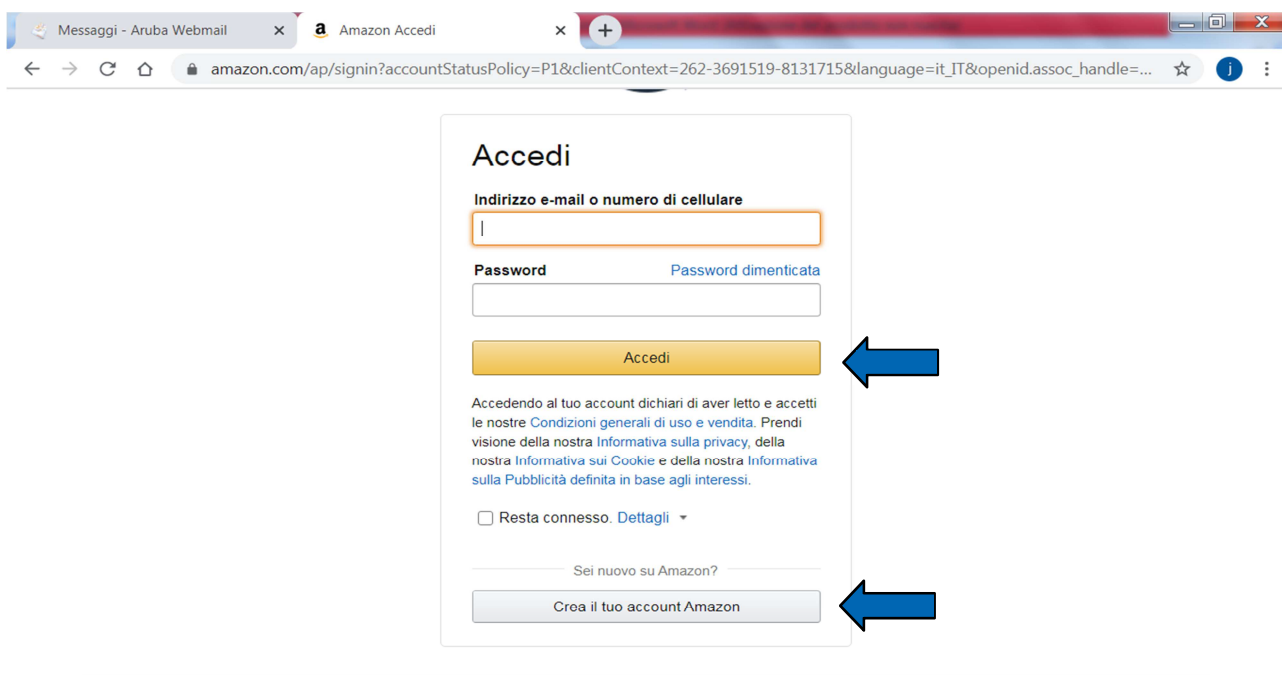 Messaggi - Aruba Webmail
a Amazon Accedi
amazon.com/ap/signin?accountStatusPolicy=P1&clientContext=262-3691519-8131715&language=it_IT&openid.assoc_handle=...
j
Accedi
Indirizzo e-mail o numero di cellulare
Password Password dimenticata
Accedi
Accedendo al tuo account dichiari di aver letto e accetti
le nostre Condizioni generali di uso e vendita. Prendi
visione della nostra Informativa sulla privacy, della
nostra Informativa sui Cookie e della nostra Informativa
sulla Pubblicità definita in base agli interessi.
Resta connesso. Dettagli
Sei nuovo su Amazon?
Crea il tuo account Amazon